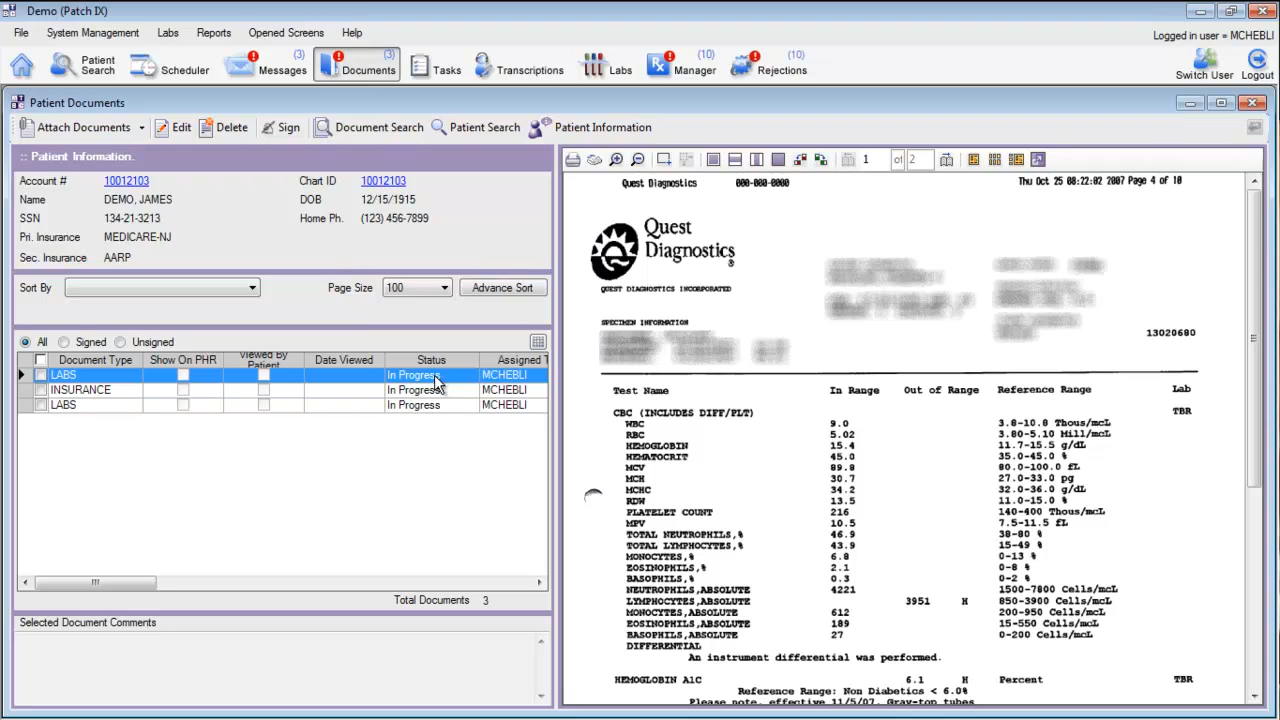 Demo (Patch IX)
File System Management Labs Reports Opened Screens Help
Logged in user = MCHEBLI
Patient Search Scheduler Messages (3) Documents (3) Tasks Transcriptions Labs Manager (10) Rejections (10) Switch User Logout
Patient Documents
Attach Documents Edit Delete Sign Document Search Patient Search Patient Information
:: Patient Information.
Account # 10012103 Chart ID 10012103
Name DEMO, JAMES DOB 12/15/1915
SSN 134-21-3213 Home Ph. (123) 456-7899
Pri. Insurance MEDICARE-NJ
Sec. Insurance AARP
Sort By Page Size 100 Advance Sort
All Signed Unsigned
Document Type Show On PHR Viewed By Patient Date Viewed Status Assigned T
LABS In Progress MCHEBLI
INSURANCE In Progress MCHEBLI
LABS In Progress MCHEBLI
Total Documents 3
Selected Document Comments
1 of 2
Quest Diagnostics 000-000-0000 Thu Oct 25 08:22:02 2007 Page 4 of 10
Quest
Diagnostics
®
QUEST DIAGNOSTICS INCORPORATED
SPECIMEN INFORMATION
13020680
Test Name In Range Out of Range Reference Range Lab
CBC (INCLUDES DIFF/PLT) TBR
WBC 9.0 3.8-10.8 Thous/mcL
RBC 5.02 3.80-5.10 Mill/mcL
HEMOGLOBIN 15.4 11.7-15.5 g/dL
HEMATOCRIT 45.0 35.0-45.0 %
MCV 89.8 80.0-100.0 fL
MCH 30.7 27.0-33.0 pg
MCHC 34.2 32.0-36.0 g/dL
RDW 13.5 11.0-15.0 %
PLATELET COUNT 216 140-400 Thous/mcL
MPV 10.5 7.5-11.5 fL
TOTAL NEUTROPHILS,% 46.9 38-80 %
TOTAL LYMPHOCYTES,% 43.9 15-49 %
MONOCYTES,% 6.8 0-13 %
EOSINOPHILS,% 2.1 0-8 %
BASOPHILS,% 0.3 0-2 %
NEUTROPHILS,ABSOLUTE 4221 1500-7800 Cells/mcL
LYMPHOCYTES,ABSOLUTE 3951 H 850-3900 Cells/mcL
MONOCYTES,ABSOLUTE 612 200-950 Cells/mcL
EOSINOPHILS,ABSOLUTE 189 15-550 Cells/mcL
BASOPHILS,ABSOLUTE 27 0-200 Cells/mcL
DIFFERENTIAL
An instrument differential was performed.
HEMOGLOBIN A1C 6.1 H Percent TBR
Reference Range: Non Diabetics < 6.0%
Please note, effective 11/5/07, Gray-top tubes